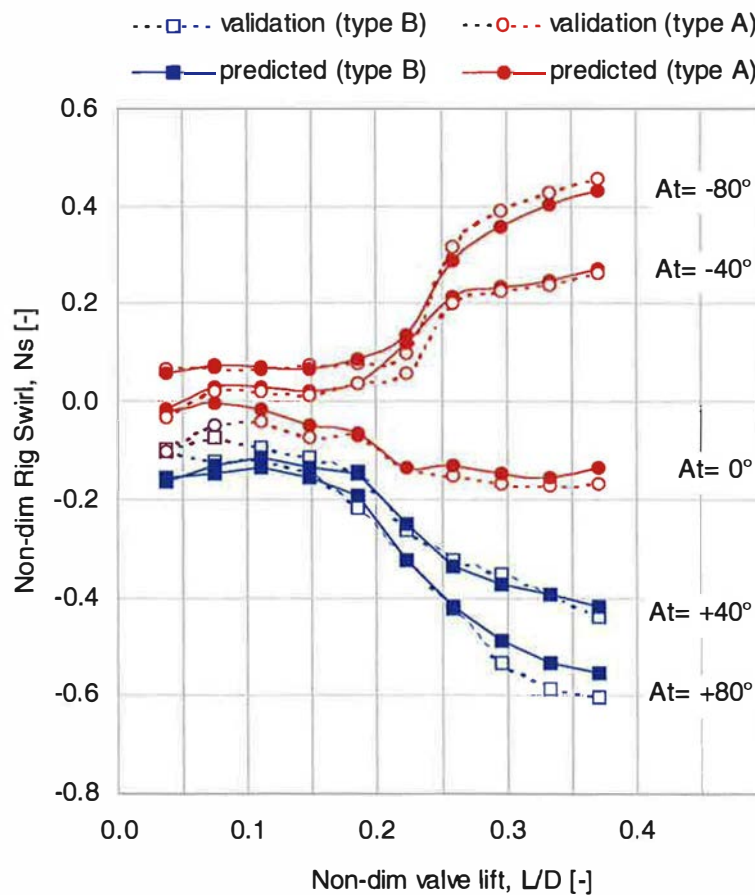 validation (type B) validation (type A)
predicted (type B) predicted (type A)
0.6
0.4
0.2
0.0
-0.2
-0.4
-0.6
-0.8
Non-dim Rig Swirl, Ns [-]
At= -80°
At= -40°
At= 0°
At= +40°
At= +80°
0.0 0.1 0.2 0.3 0.4
Non-dim valve lift, L/D [-]